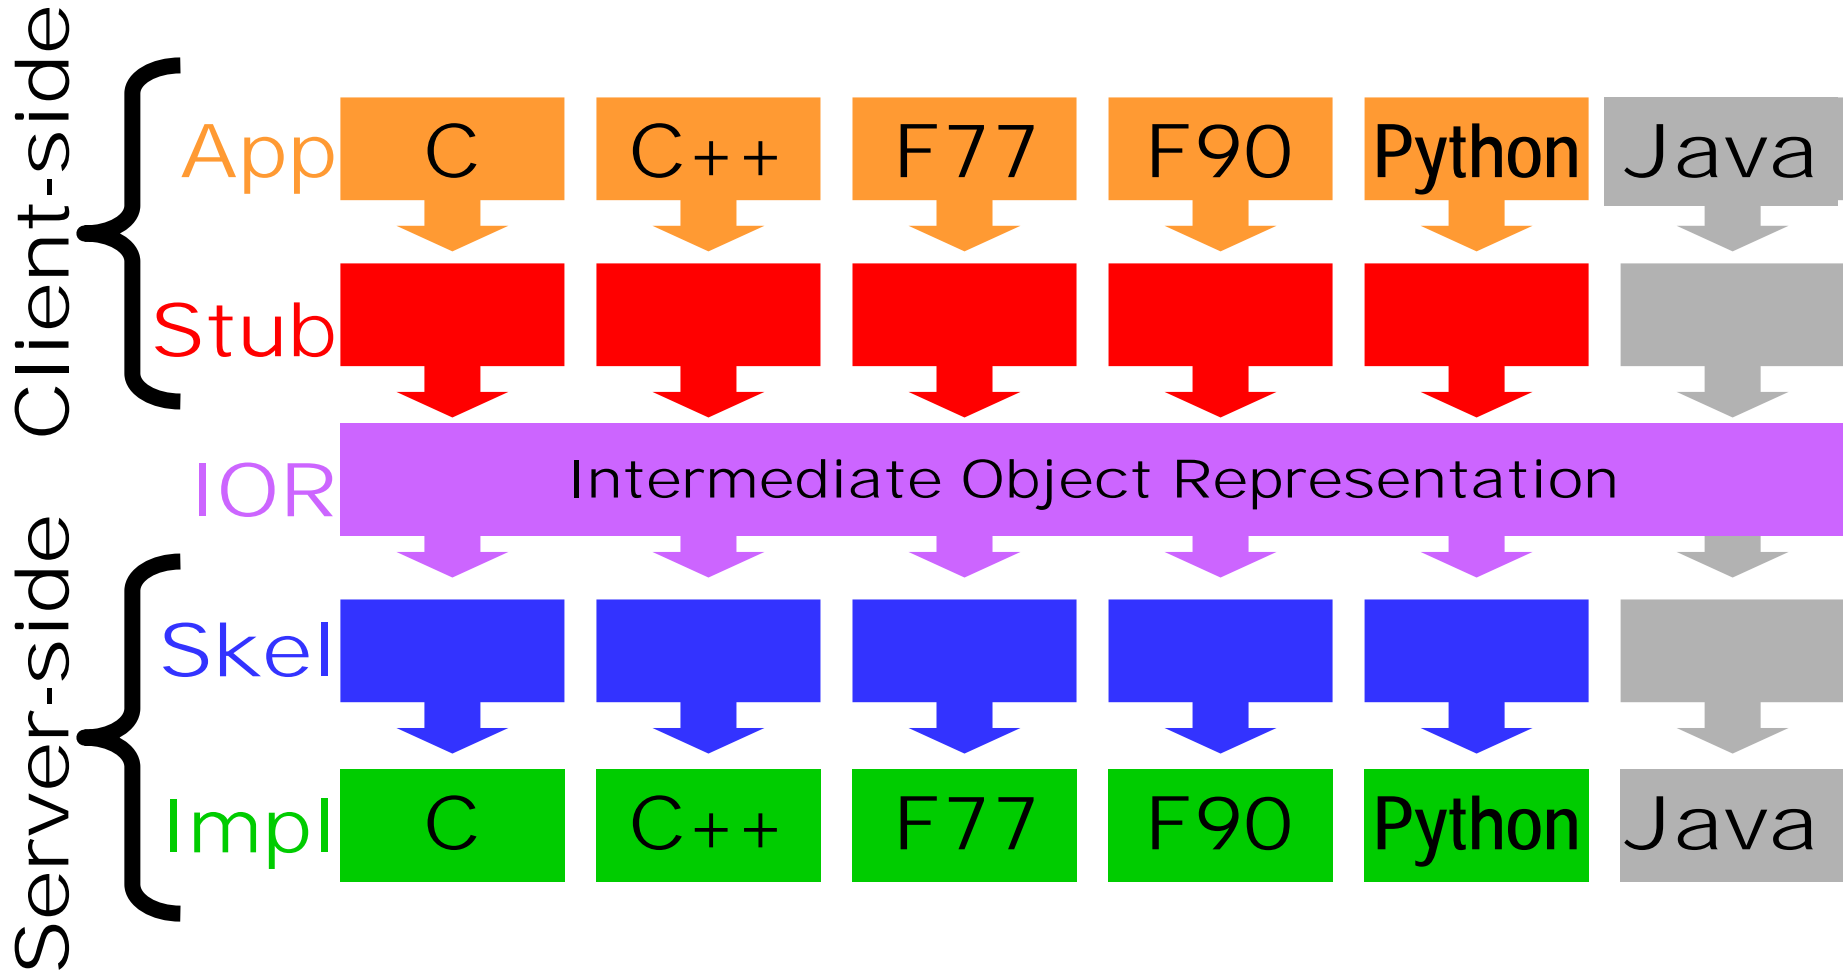 Client-side
App C C++ F77 F90 Python Java
Stub
IOR Intermediate Object Representation
Server-side
Skel
Impl C C++ F77 F90 Python Java